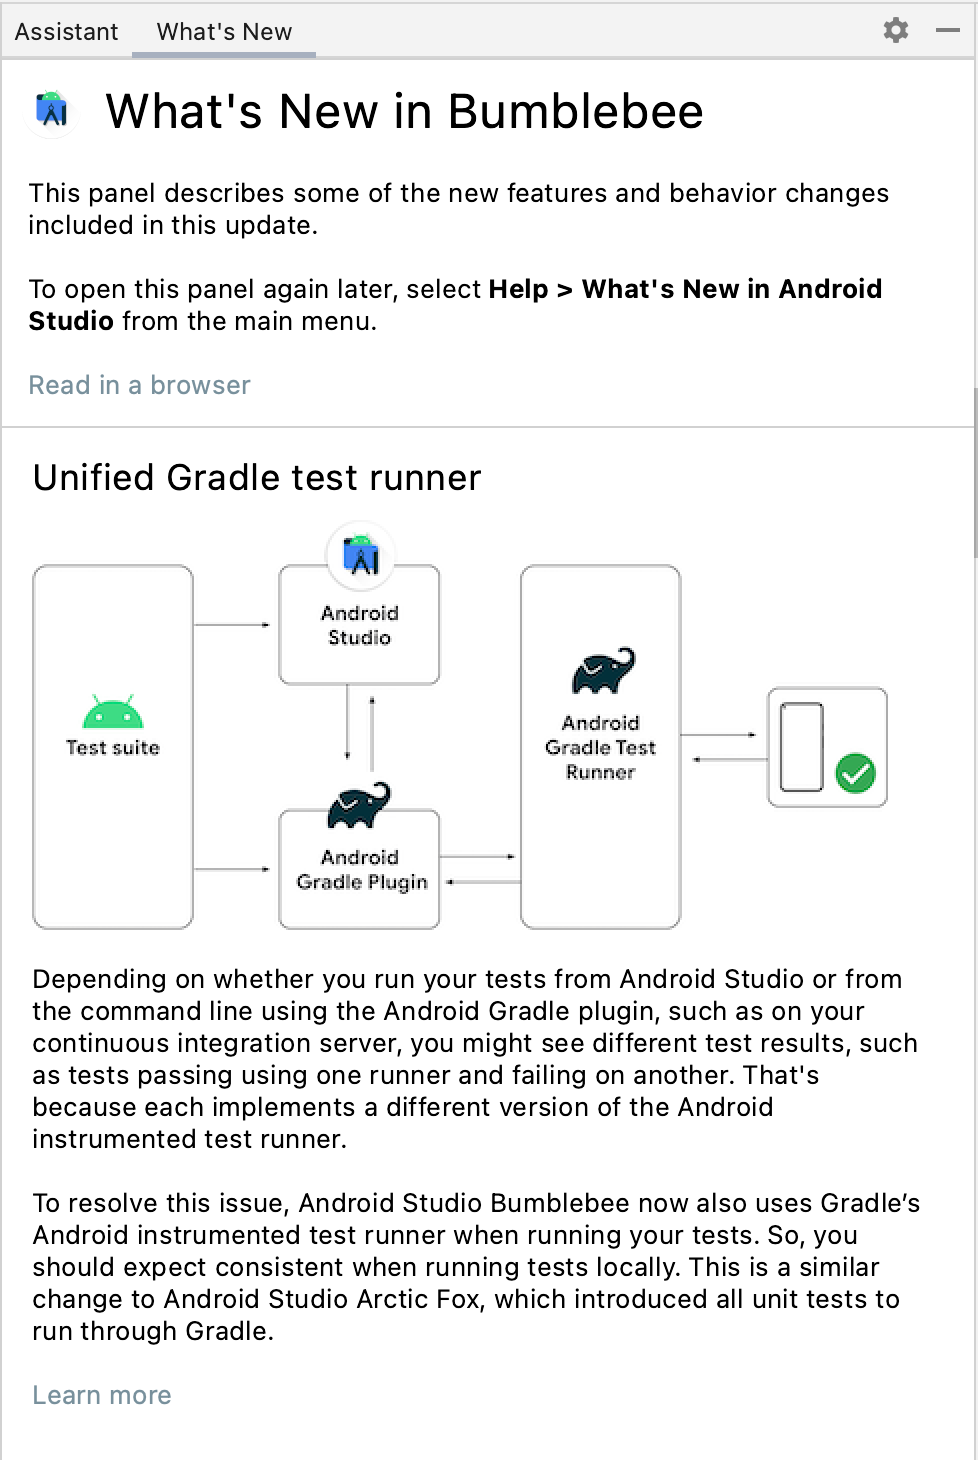 Assistant What's New
What's New in Bumblebee
This panel describes some of the new features and behavior changes
included in this update.
To open this panel again later, select Help > What's New in Android
Studio from the main menu.
Read in a browser
Unified Gradle test runner
Test suite
Android
Studio
Android
Gradle Plugin
Android
Gradle Test
Runner
Depending on whether you run your tests from Android Studio or from
the command line using the Android Gradle plugin, such as on your
continuous integration server, you might see different test results, such
as tests passing using one runner and failing on another. That's
because each implements a different version of the Android
instrumented test runner.
To resolve this issue, Android Studio Bumblebee now also uses Gradle’s
Android instrumented test runner when running your tests. So, you
should expect consistent when running tests locally. This is a similar
change to Android Studio Arctic Fox, which introduced all unit tests to
run through Gradle.
Learn more